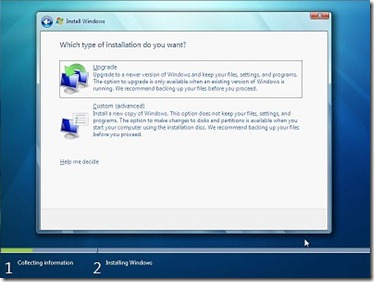 Install Windows
Which type of installation do you want?
Upgrade
Upgrade to a newer version of Windows and keep your files, settings, and programs.
The option to upgrade is only available when an existing version of Windows is
running. We recommend backing up your files before you proceed.
Custom (advanced)
Install a new copy of Windows. This option does not keep your files, settings, and
programs. The option to make changes to disks and partitions is available when you
start your computer using the installation disc. We recommend backing up your files
before you proceed.
Help me decide
1 Collecting information
2 Installing Windows